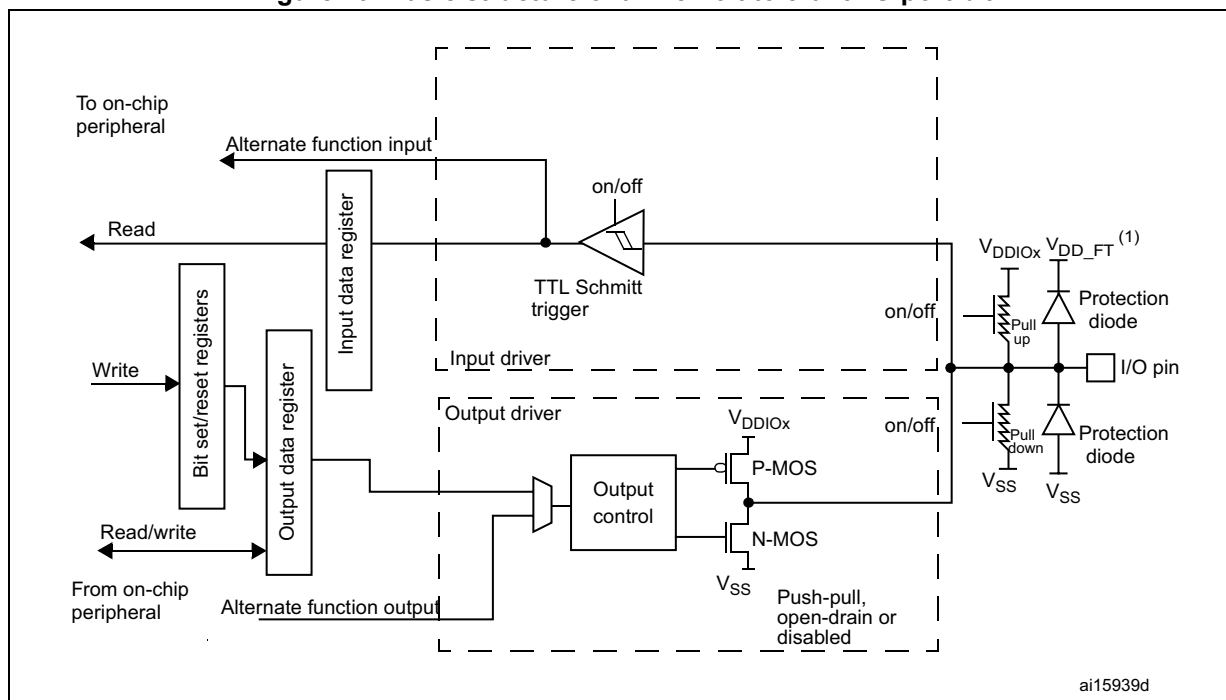 To on-chip
peripheral
Alternate function input
on/off
Read
Input data register
TTL Schmitt
trigger
Input driver
V_DDIOx
V_DD_FT (1)
on/off
Pull
up
Protection
diode
I/O pin
Write
Bit set/reset registers
Output data register
Output driver
V_DDIOx
on/off
Pull
down
Protection
diode
V_SS
V_SS
P-MOS
Output
control
N-MOS
V_SS
Read/write
From on-chip
peripheral
Alternate function output
Push-pull,
open-drain or
disabled
ai15939d